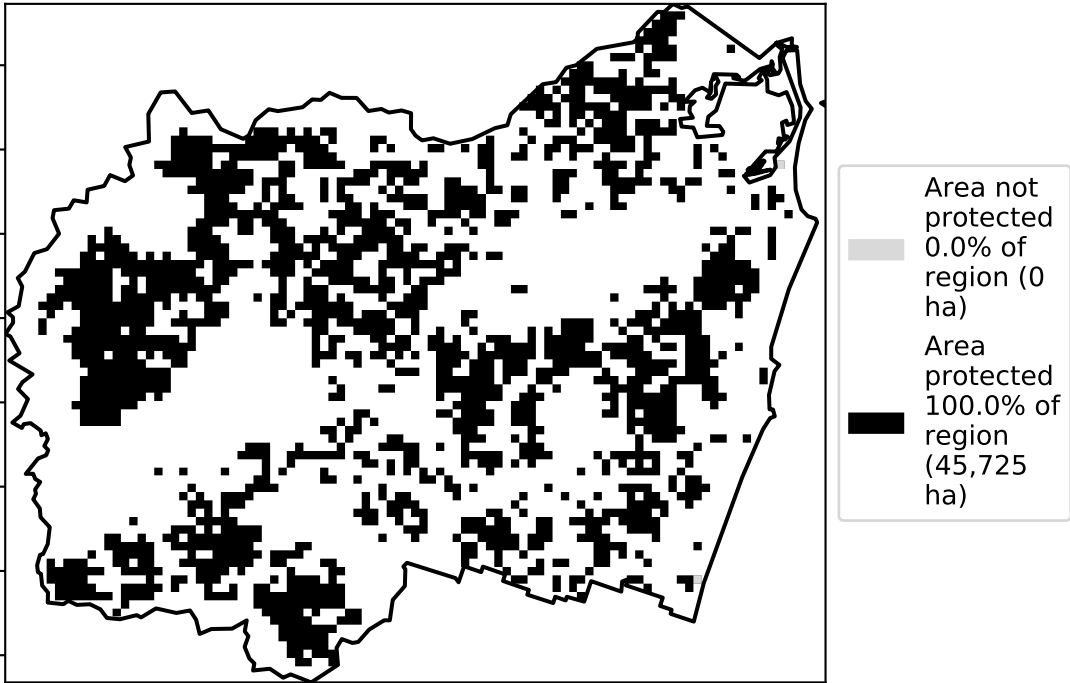 Area not
protected
0.0% of
region (0
ha)
Area
protected
100.0% of
region
(45,725
ha)